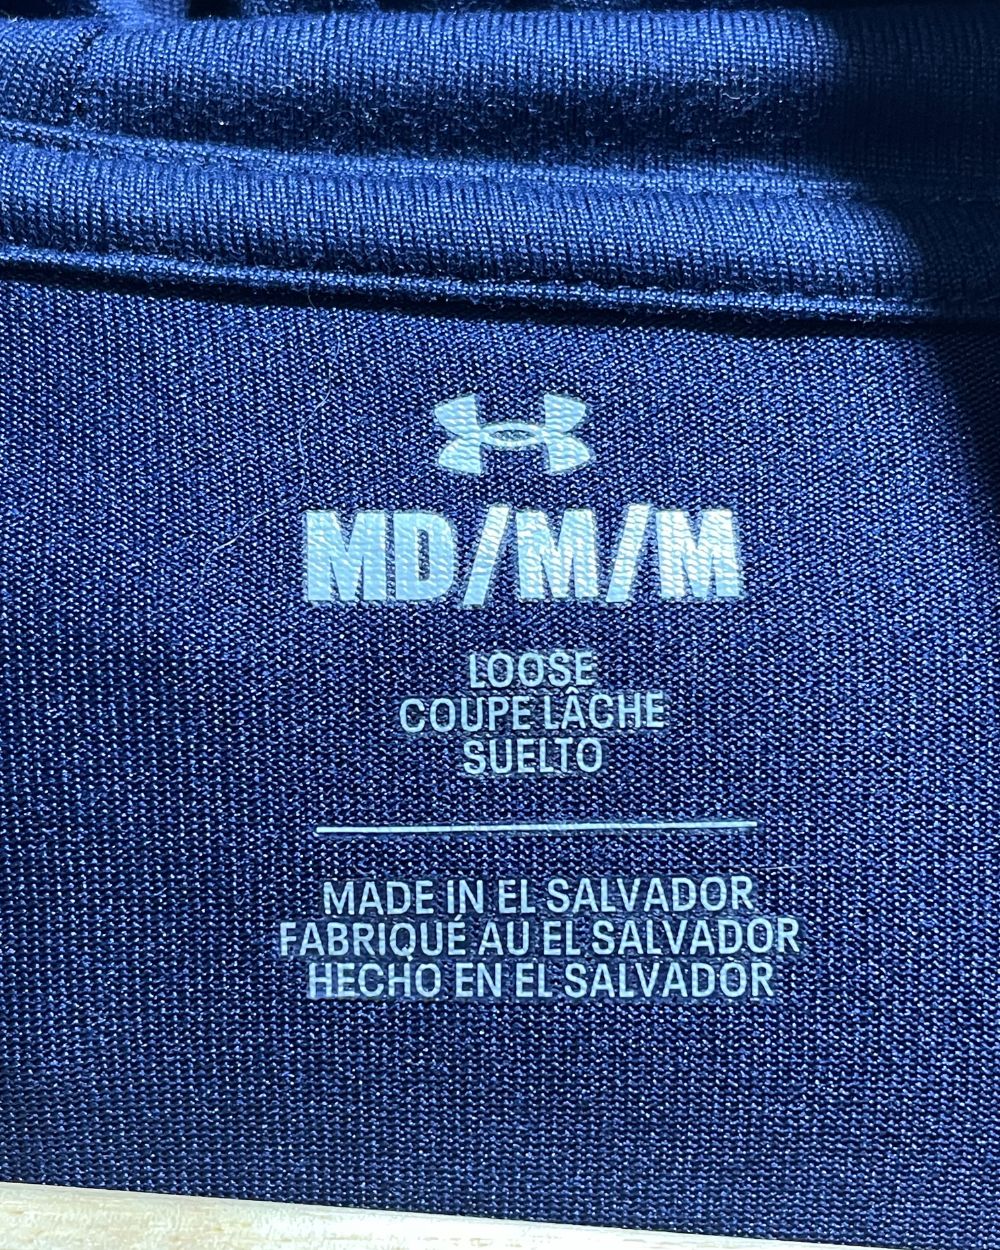 MD/M/M
LOOSE
COUPE LÂCHE
SUELTO
MADE IN EL SALVADOR
FABRIQUÉ AU EL SALVADOR
HECHO EN EL SALVADOR